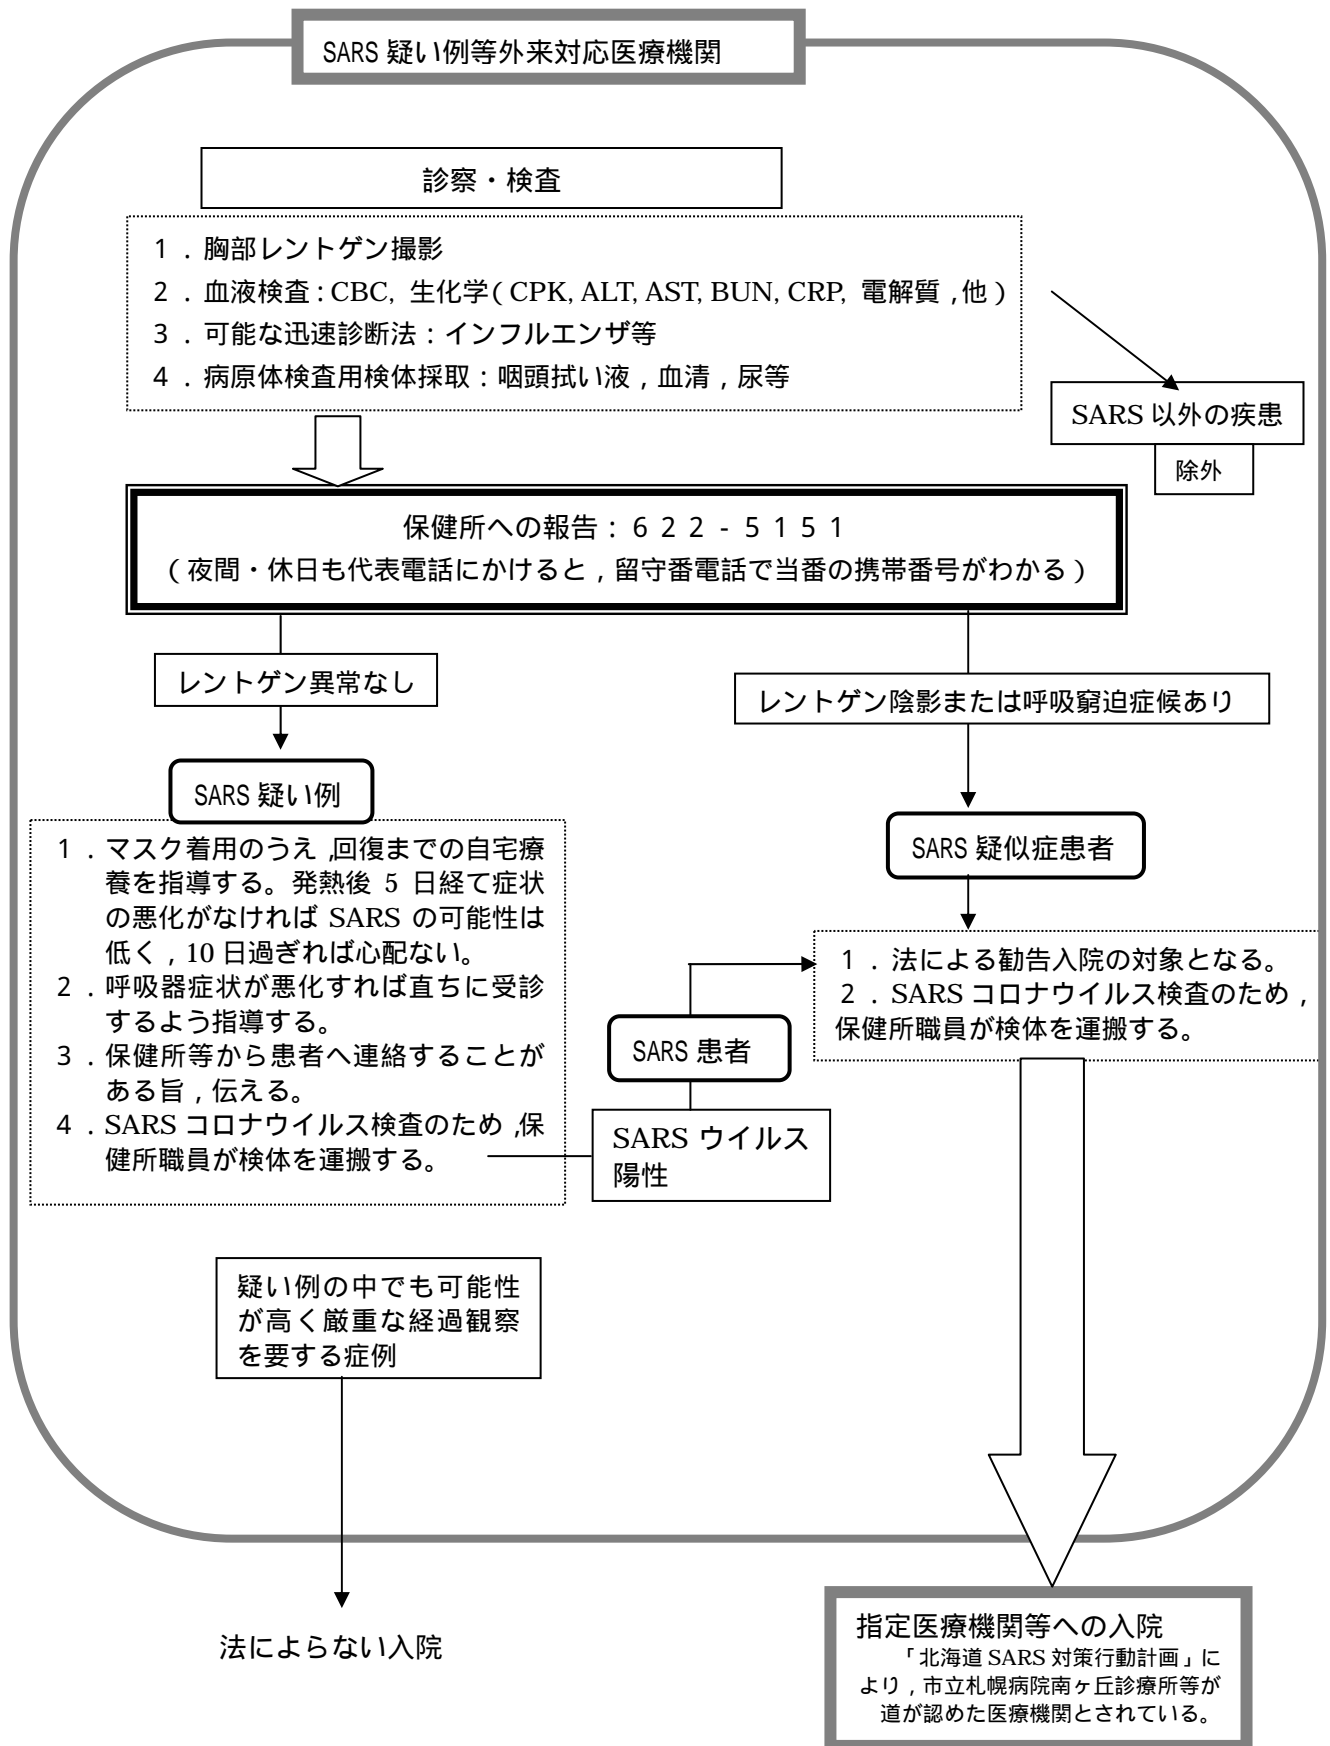 SARS 疑い例等外来対応医療機関
診察・検査
１．胸部レントゲン撮影
２．血液検査：CBC, 生化学（CPK, ALT, AST, BUN, CRP, 電解質，他）
３．可能な迅速診断法：インフルエンザ等
４．病原体検査用検体採取：咽頭拭い液，血清，尿等
SARS 以外の疾患
除外
保健所への報告：６２２-５１５１
（夜間・休日も代表電話にかけると，留守番電話で当番の携帯番号がわかる）
レントゲン異常なし
レントゲン陰影または呼吸窮迫症候あり
SARS 疑い例
１．マスク着用のうえ，回復までの自宅療
養を指導する。発熱後 5 日経て症状
の悪化がなければ SARS の可能性は
低く，10 日過ぎれば心配ない。
２．呼吸器症状が悪化すれば直ちに受診
するよう指導する。
３．保健所等から患者へ連絡することが
ある旨，伝える。
４．SARS コロナウイルス検査のため，保
健所職員が検体を運搬する。
SARS 疑似症患者
１．法による勧告入院の対象となる。
２．SARS コロナウイルス検査のため，
保健所職員が検体を運搬する。
SARS 患者
SARS ウイルス
陽性
疑い例の中でも可能性
が高く厳重な経過観察
を要する症例
法によらない入院
指定医療機関等への入院
「北海道 SARS 対策行動計画」に
より，市立札幌病院南ヶ丘診療所等が
道が認めた医療機関とされている。